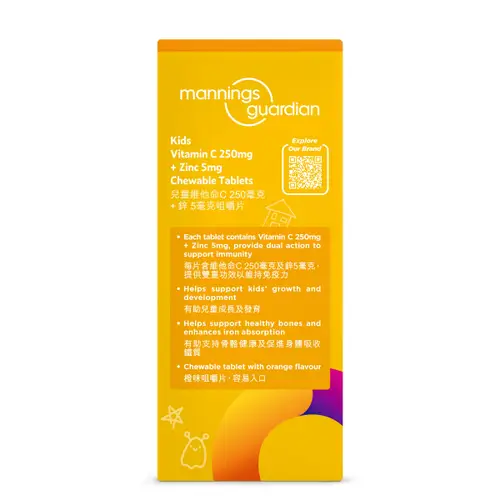 mannings
guardian
Kids
Vitamin C 250mg
+ Zinc 5mg
Chewable Tablets
兒童維他命C 250毫克
+ 鋅 5毫克咀嚼片
Explore
Our Brand
• Each tablet contains Vitamin C 250mg
+ Zinc 5mg, provide dual action to
support immunity
每片含維他命C 250毫克及鋅5毫克，
提供雙重功效以維持免疫力
• Helps support kids' growth and
development
有助兒童成長及發育
• Helps support healthy bones and
enhances iron absorption
有助支持骨骼健康及促進身體吸收
鐵質
• Chewable tablet with orange flavour
橙味咀嚼片，容易入口